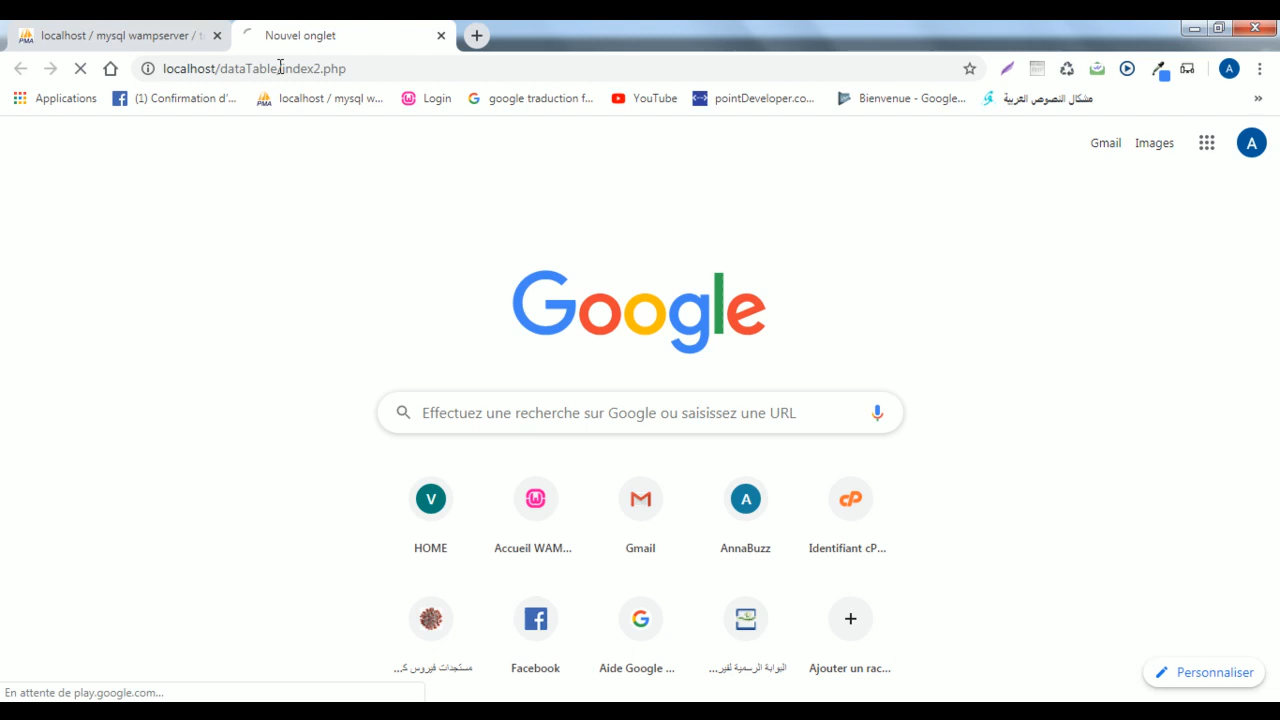 localhost / mysql wampserver / t
Nouvel onglet
localhost/dataTable/index2.php
A
Applications
(1) Confirmation d'...
localhost / mysql w...
Login
google traduction f...
YouTube
pointDeveloper.co...
Bienvenue - Google...
مشكال النصوص العربية
»
Gmail
Images
A
Google
Effectuez une recherche sur Google ou saisissez une URL
V
A
cP
HOME
Accueil WAM...
Gmail
AnnaBuzz
Identifiant cP...
مستجدات فيروس ك...
Facebook
Aide Google ...
البوابة الرسمية لفير...
Ajouter un rac...
Personnaliser
En attente de play.google.com...